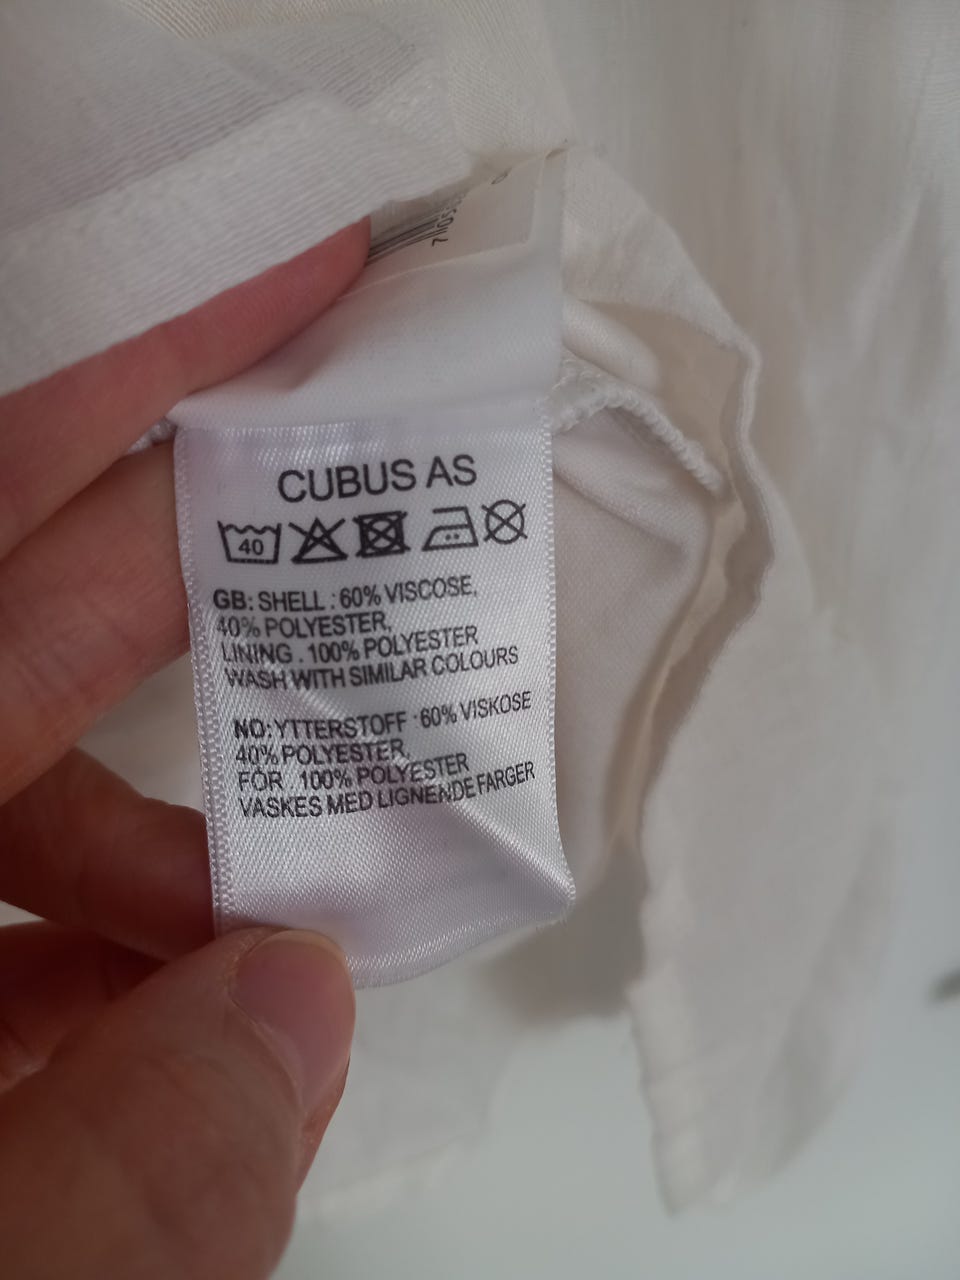 CUBUS AS
40
GB: SHELL : 60% VISCOSE,
40% POLYESTER,
LINING . 100% POLYESTER
WASH WITH SIMILAR COLOURS
NO: YTTERSTOFF : 60% VISKOSE
40% POLYESTER,
FÓR . 100% POLYESTER
VASKES MED LIGNENDE FARGER